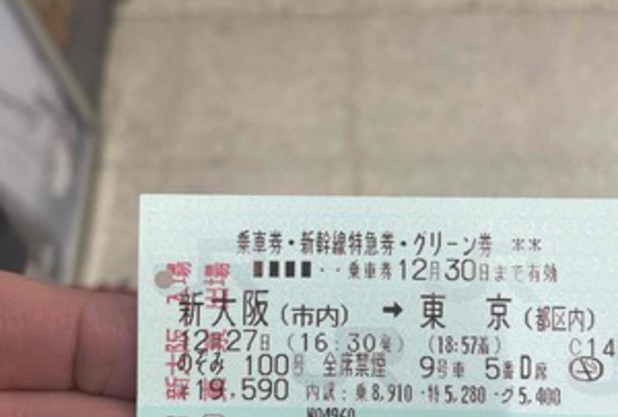 乗車券・新幹線特急券・グリーン券 **
■■■■・・乗車券12月30日まで有効
新大阪(市内) → 東 京(都区内)
12月27日 (16:30発) (18:57着) C14
のぞみ 100号 全席禁煙 9号車 5番D席
¥19,590 内訳:乗8,910・特5,280・グ5,400